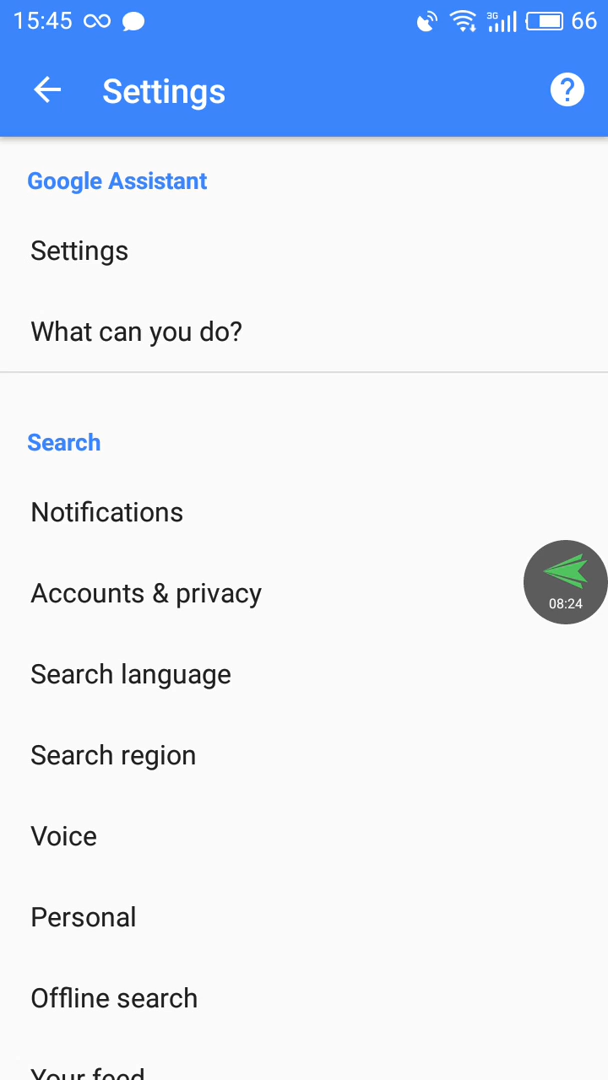 15:45 3G 66
Settings ?
Google Assistant
Settings
What can you do?
Search
Notifications
Accounts & privacy
08:24
Search language
Search region
Voice
Personal
Offline search
Your feed